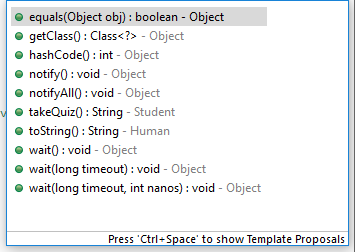 equals(Object obj) : boolean - Object
getClass() : Class<?> - Object
hashCode() : int - Object
notify() : void - Object
notifyAll() : void - Object
takeQuiz() : String - Student
toString() : String - Human
wait() : void - Object
wait(long timeout) : void - Object
wait(long timeout, int nanos) : void - Object
Press 'Ctrl+Space' to show Template Proposals